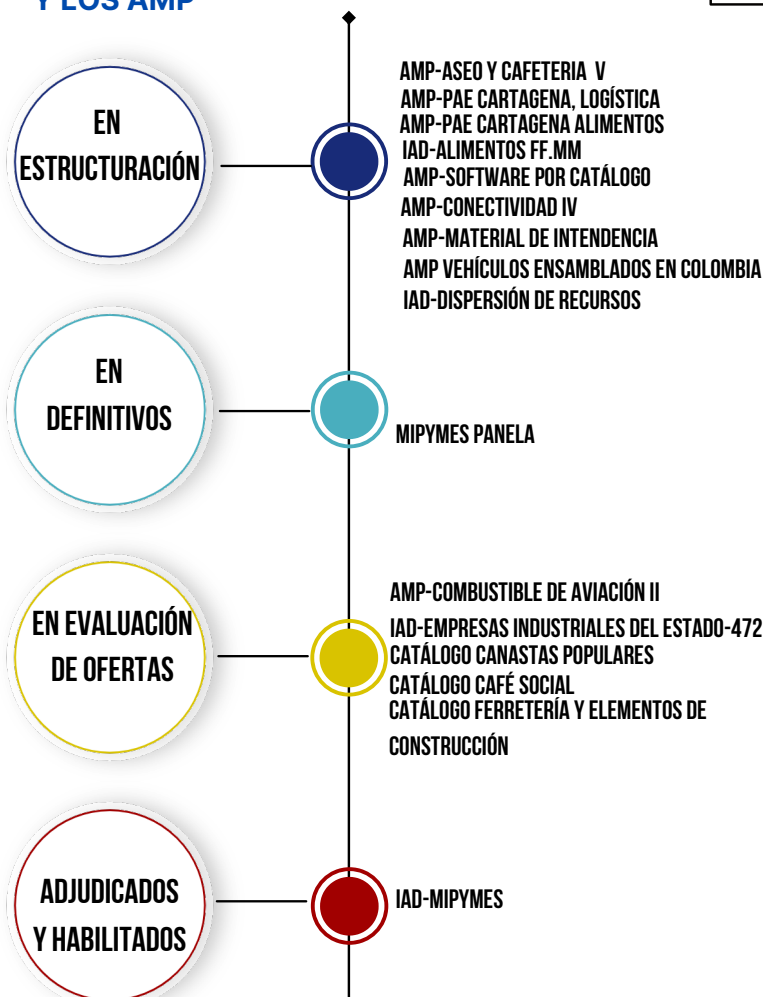 Y LOS AMP
EN
ESTRUCTURACIÓN
AMP-ASEO Y CAFETERIA V
AMP-PAE CARTAGENA, LOGÍSTICA
AMP-PAE CARTAGENA ALIMENTOS
IAD-ALIMENTOS FF.MM
AMP-SOFTWARE POR CATÁLOGO
AMP-CONECTIVIDAD IV
AMP-MATERIAL DE INTENDENCIA
AMP VEHÍCULOS ENSAMBLADOS EN COLOMBIA
IAD-DISPERSIÓN DE RECURSOS
EN
DEFINITIVOS
MIPYMES PANELA
EN EVALUACIÓN
DE OFERTAS
AMP-COMBUSTIBLE DE AVIACIÓN II
IAD-EMPRESAS INDUSTRIALES DEL ESTADO-472
CATÁLOGO CANASTAS POPULARES
CATÁLOGO CAFÉ SOCIAL
CATÁLOGO FERRETERÍA Y ELEMENTOS DE
CONSTRUCCIÓN
ADJUDICADOS
Y HABILITADOS
IAD-MIPYMES